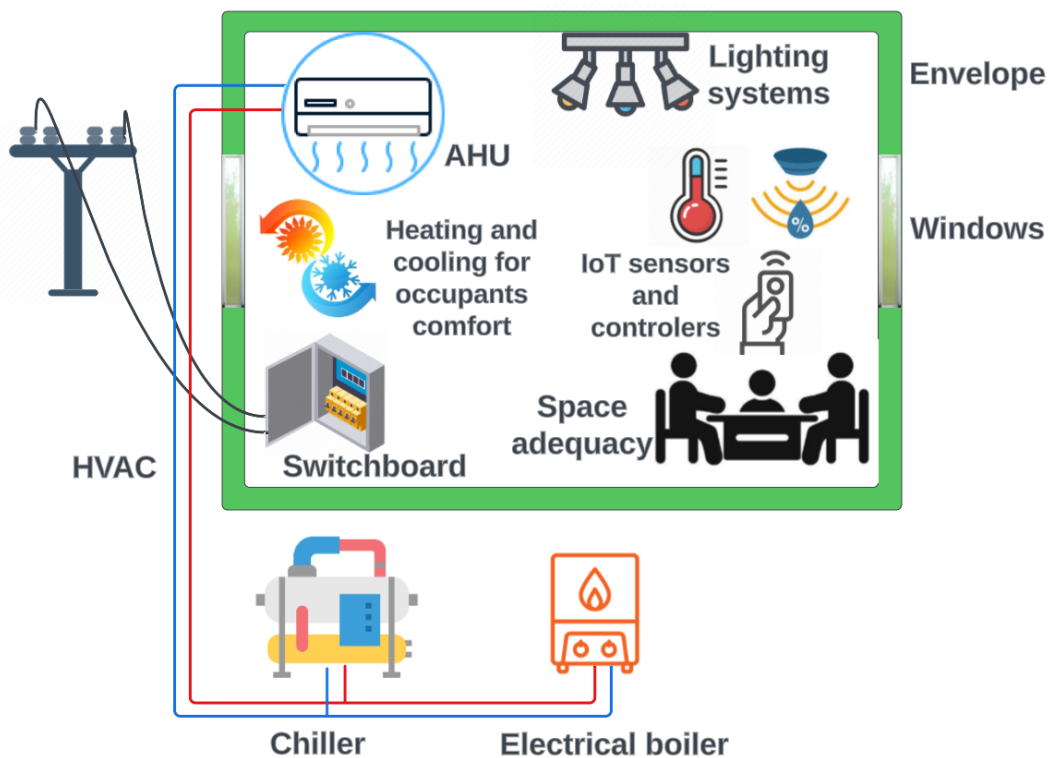 Lighting
systems
Envelope
AHU
Windows
Heating and
cooling for
occupants
comfort
IoT sensors
and
controlers
%
Space
adequacy
Switchboard
HVAC
Chiller
Electrical boiler